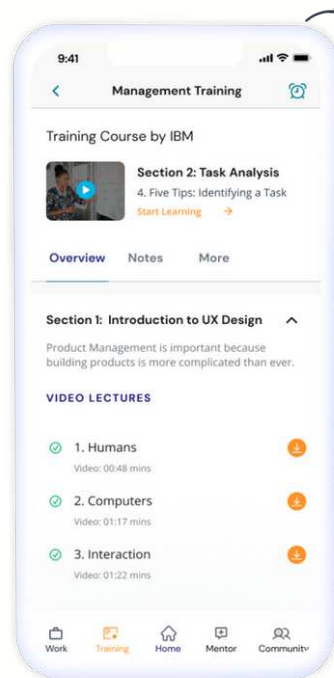 9:41
Management Training
Training Course by IBM
Section 2: Task Analysis
4. Five Tips: Identifying a Task
Start Learning
Overview Notes More
Section 1: Introduction to UX Design
Product Management is important because
building products is more complicated than ever.
VIDEO LECTURES
1. Humans
Video: 00:48 mins
2. Computers
Video: 01:17 mins
3. Interaction
Video: 01:22 mins
Work Training Home Mentor Community